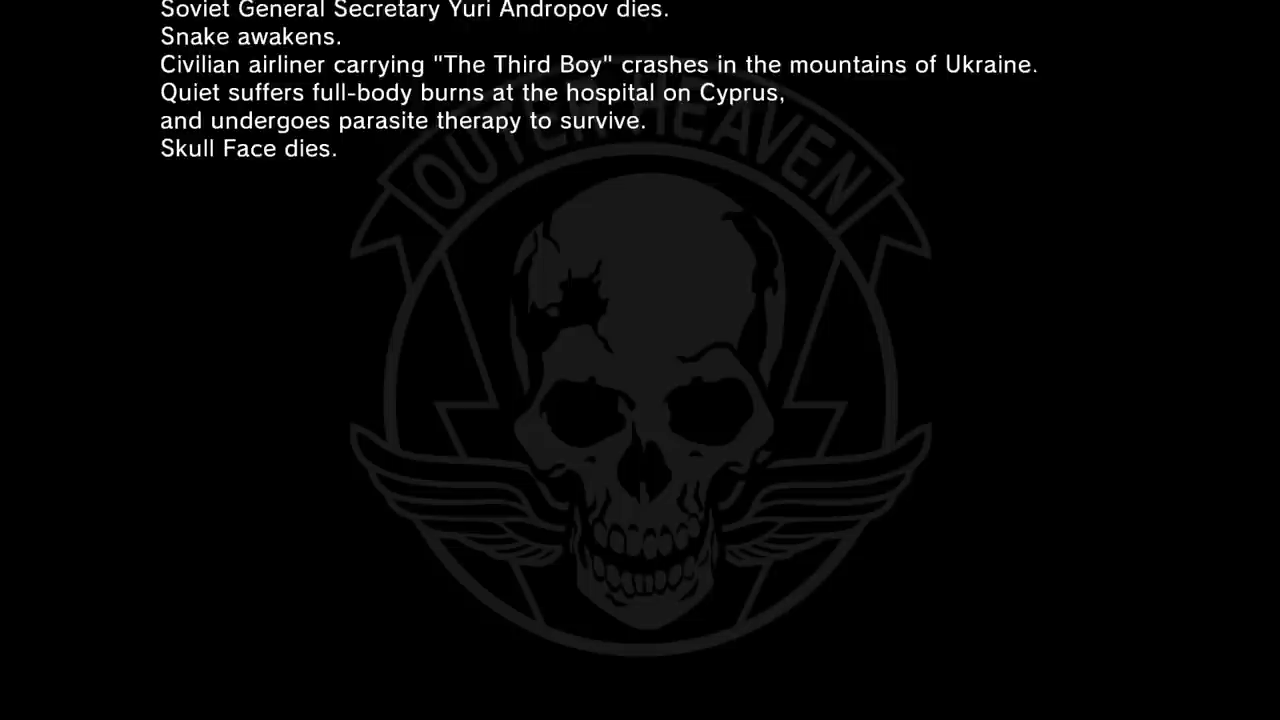 Soviet General Secretary Yuri Andropov dies.
Snake awakens.
Civilian airliner carrying "The Third Boy" crashes in the mountains of Ukraine.
Quiet suffers full-body burns at the hospital on Cyprus,
and undergoes parasite therapy to survive.
Skull Face dies.
OUTER HEAVEN